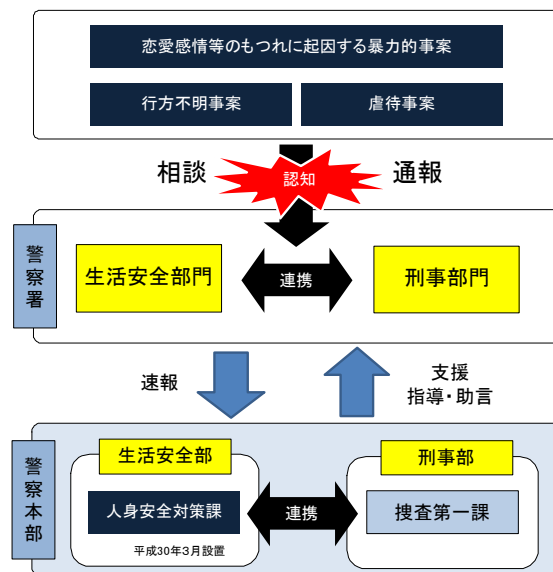 恋愛感情等のもつれに起因する暴力的事案
行方不明事案
虐待事案
相談
認知
通報
警察署
生活安全部門
連携
刑事部門
速報
支援
指導・助言
警察本部
生活安全部
刑事部
人身安全対策課
連携
捜査第一課
平成30年3月設置